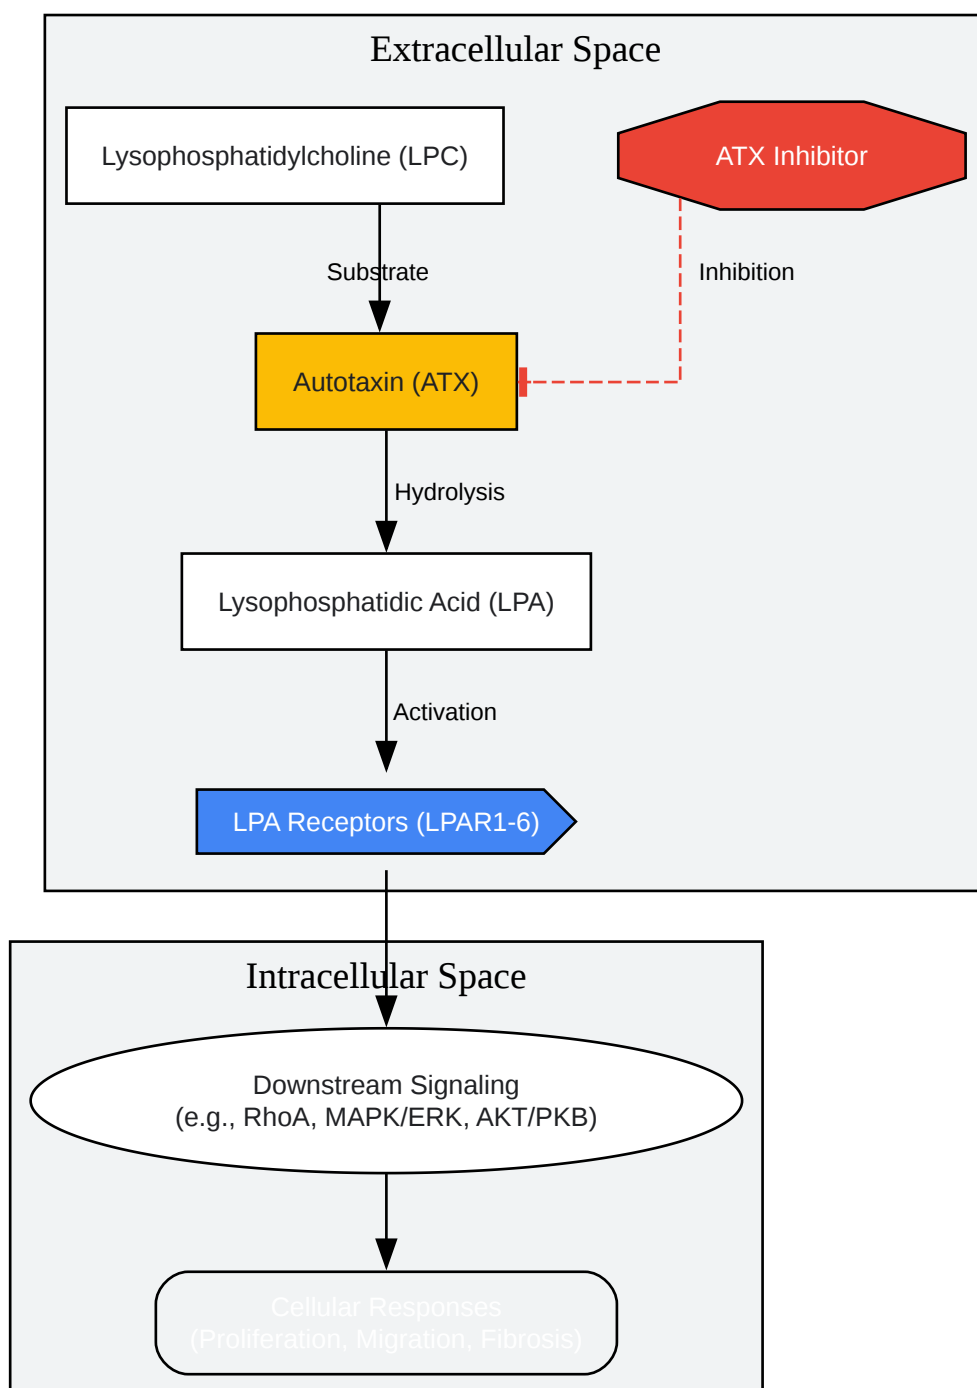 Extracellular Space
Lysophosphatidylcholine (LPC)
ATX Inhibitor
Substrate
Inhibition
Autotaxin (ATX)
Hydrolysis
Lysophosphatidic Acid (LPA)
Activation
LPA Receptors (LPAR1-6)
Intracellular Space
Downstream Signaling
(e.g., RhoA, MAPK/ERK, AKT/PKB)
Cellular Responses
(Proliferation, Migration, Fibrosis)